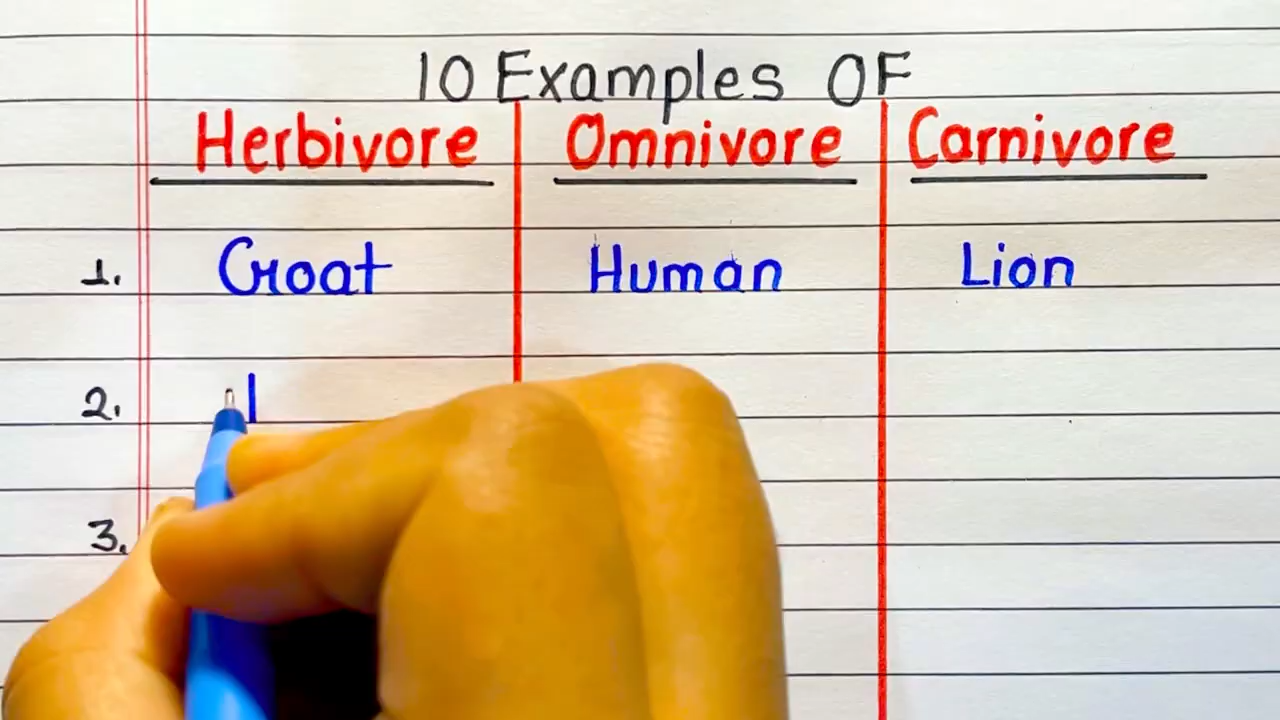 10 Examples OF
Herbivore Omnivore Carnivore
1. Goat Human Lion
2.
3.